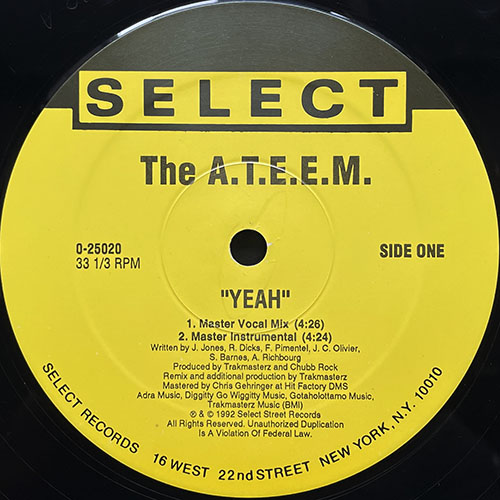 SELECT
The A.T.E.E.M.
0-25020
33 1/3 RPM
SIDE ONE
"YEAH"
1. Master Vocal Mix (4:26)
2. Master Instrumental (4:24)
Written by J. Jones, R. Dicks, F. Pimentel, J. C. Olivier,
S. Barnes, A. Richbourg
Produced by Trakmasterz and Chubb Rock
Remix and additional production by Trakmasterz
Mastered by Chris Gehringer at Hit Factory DMS
Adra Music, Diggitty Go Wiggitty Music, Gotaholottamo Music,
Trakmasterz Music (BMI)
℗ & © 1992 Select Street Records
All Rights Reserved. Unauthorized Duplication
Is A Violation Of Federal Law.
SELECT RECORDS 16 WEST 22nd STREET NEW YORK, N.Y. 10010